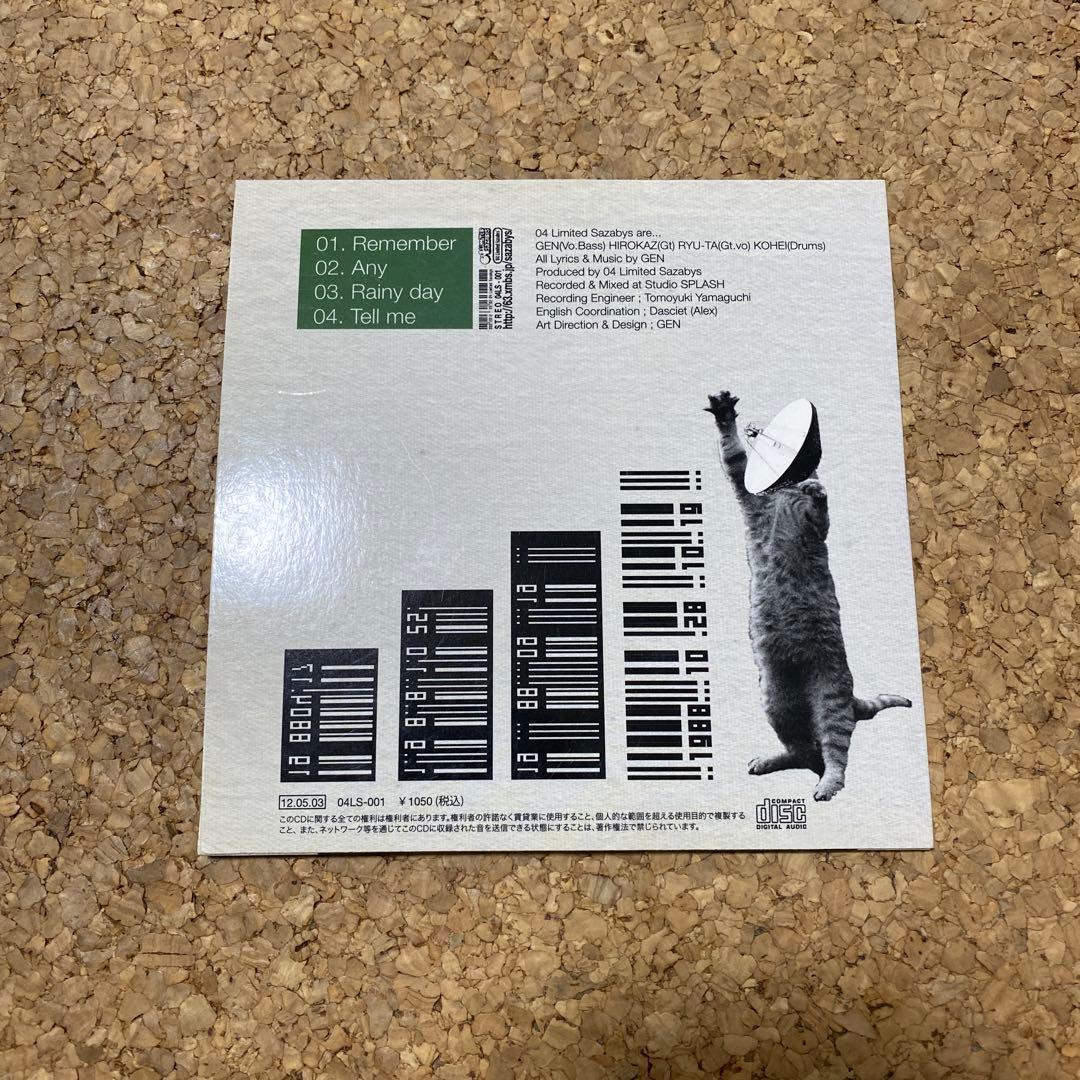 01. Remember
02. Any
03. Rainy day
04. Tell me
STREO 04LS-001
http://63.xmbs.jp/sazabys/
04 Limited Sazabys are...
GEN(Vo.Bass) HIROKAZ(Gt) RYU-TA(Gt.vo) KOHEI(Drums)
All Lyrics & Music by GEN
Produced by 04 Limited Sazabys
Recorded & Mixed at Studio SPLASH
Recording Engineer ; Tomoyuki Yamaguchi
English Coordination ; Dasciet (Alex)
Art Direction & Design ; GEN
12.05.03 04LS-001 ¥1050(税込)
このCDに関する全ての権利は権利者にあります。権利者の許諾なく賃貸業に使用すること、個人的な範囲を超える使用目的で複製する
こと、また、ネットワーク等を通じてこのCDに収録された音を送信できる状態にすることは、著作権法で禁じられています。
COMPACT
disc
DIGITAL AUDIO